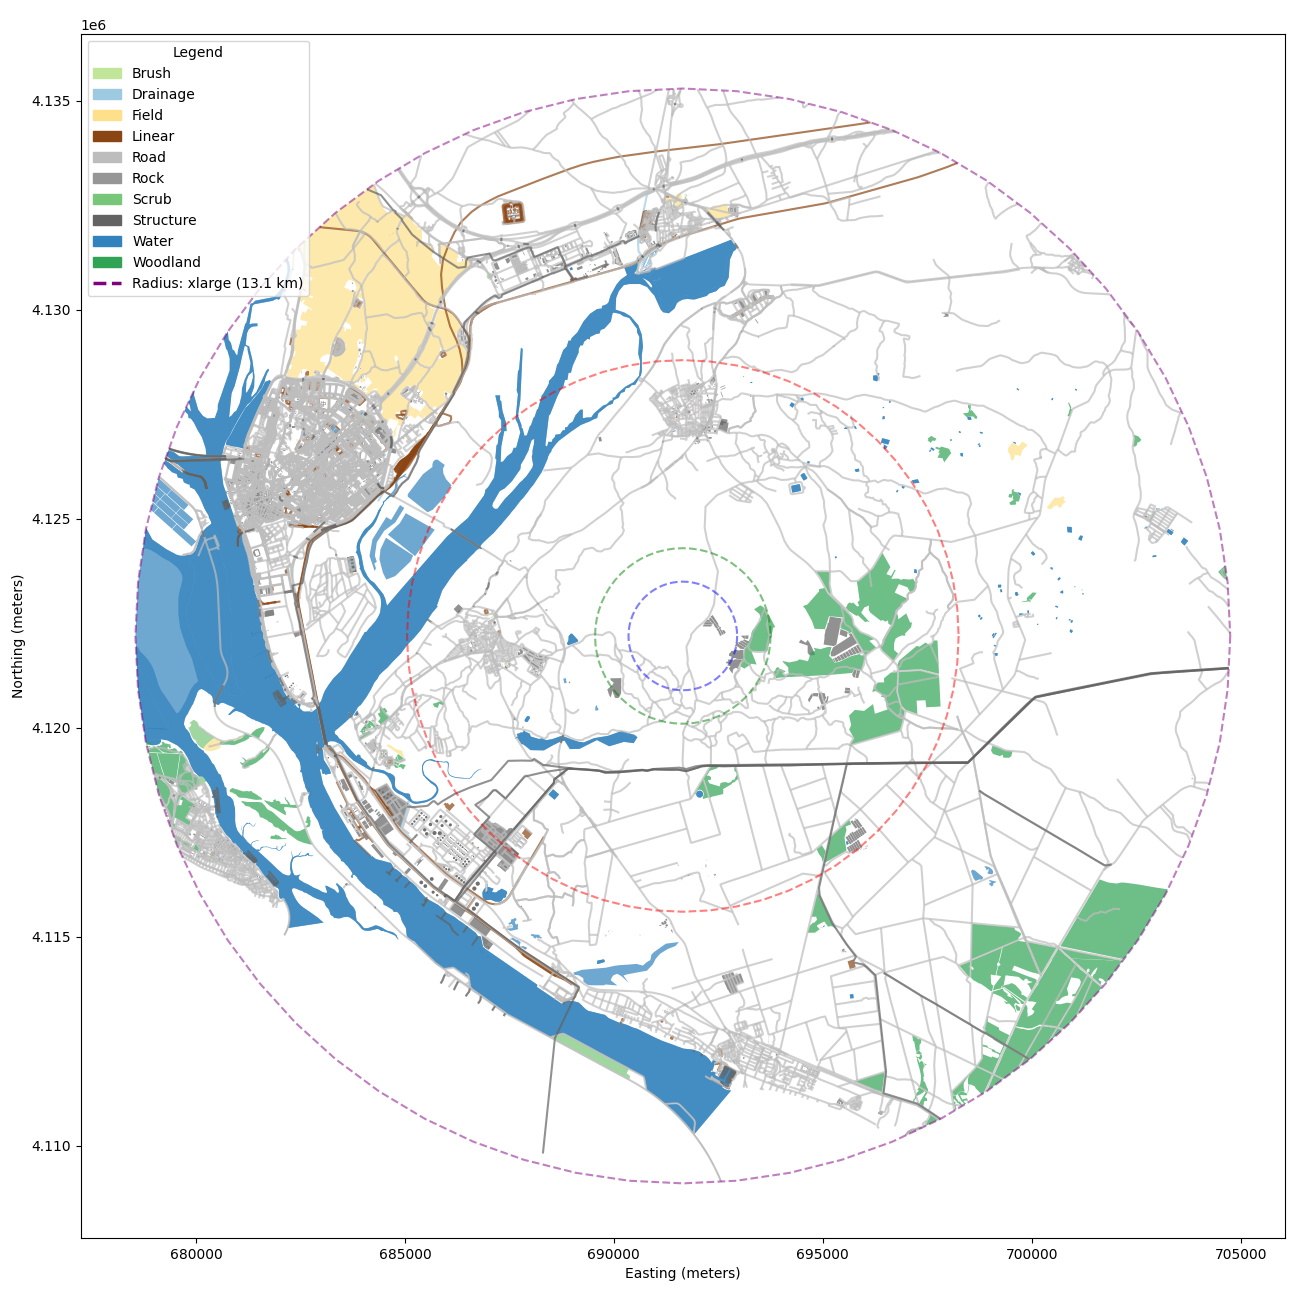 1e6
Legend
Brush
Drainage
Field
Linear
Road
Rock
Scrub
Structure
Water
Woodland
Radius: xlarge (13.1 km)
4.135
4.130
4.125
4.120
4.115
4.110
Northing (meters)
680000 685000 690000 695000 700000 705000
Easting (meters)